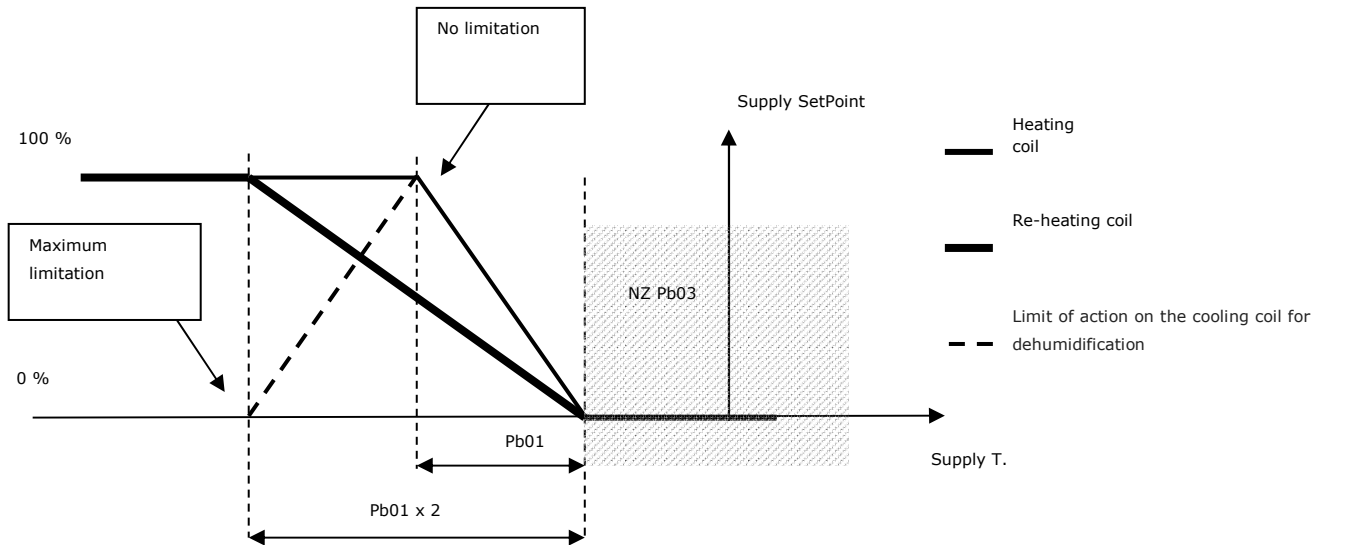 No limitation
Supply SetPoint
Heating
coil
100 %
Re-heating coil
Maximum
limitation
NZ Pb03
Limit of action on the cooling coil for
dehumidification
0 %
Pb01
Supply T.
Pb01 x 2